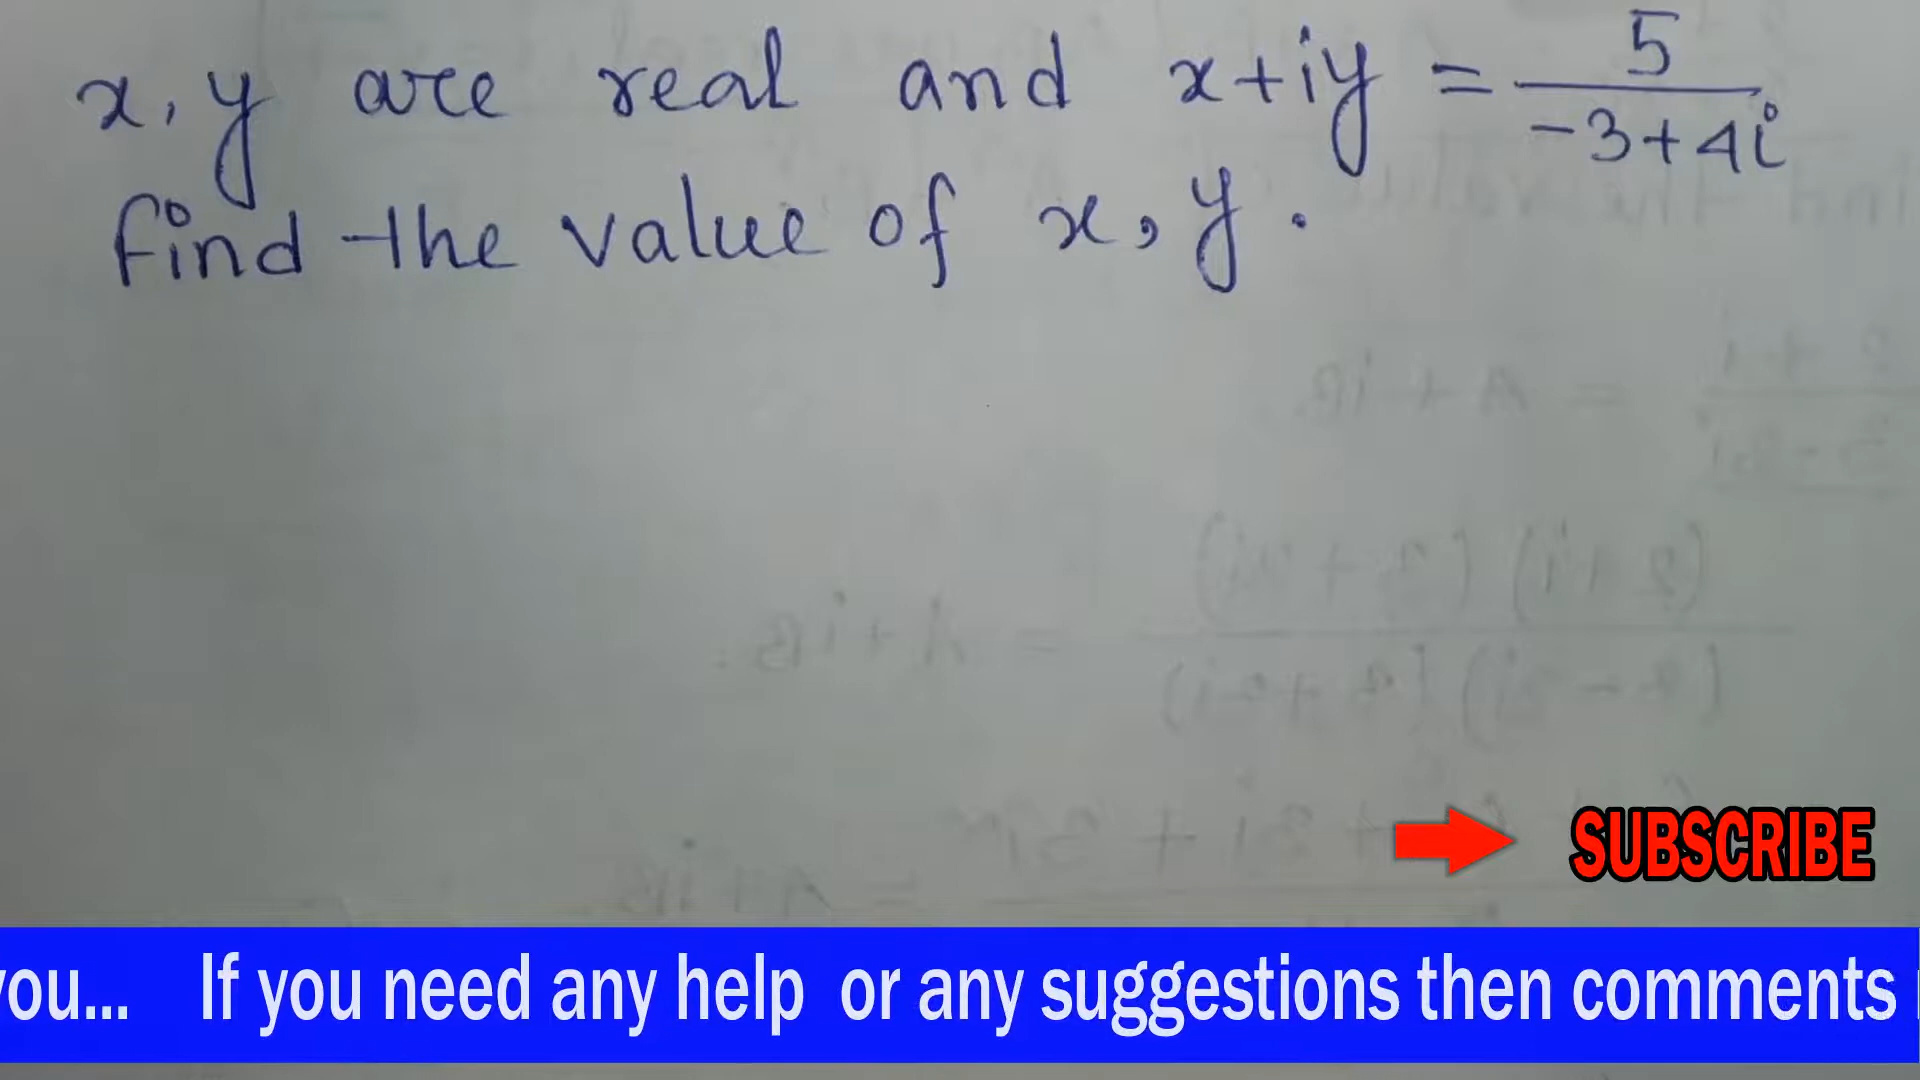 x, y are real and x+iy = 5/(-3+4i)
find the value of x, y.
SUBSCRIBE
you... If you need any help or any suggestions then comments